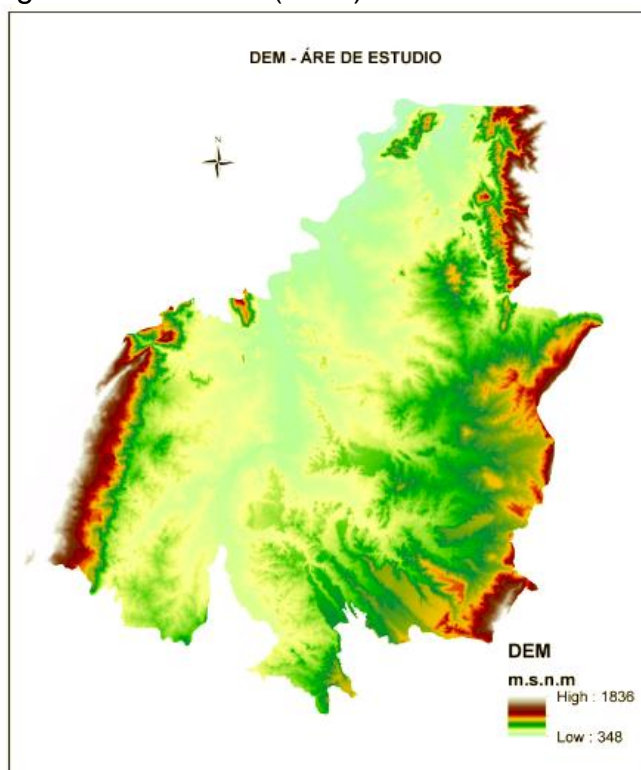 DEM - ÁRE DE ESTUDIO
N
DEM
m.s.n.m
High : 1836
Low : 348